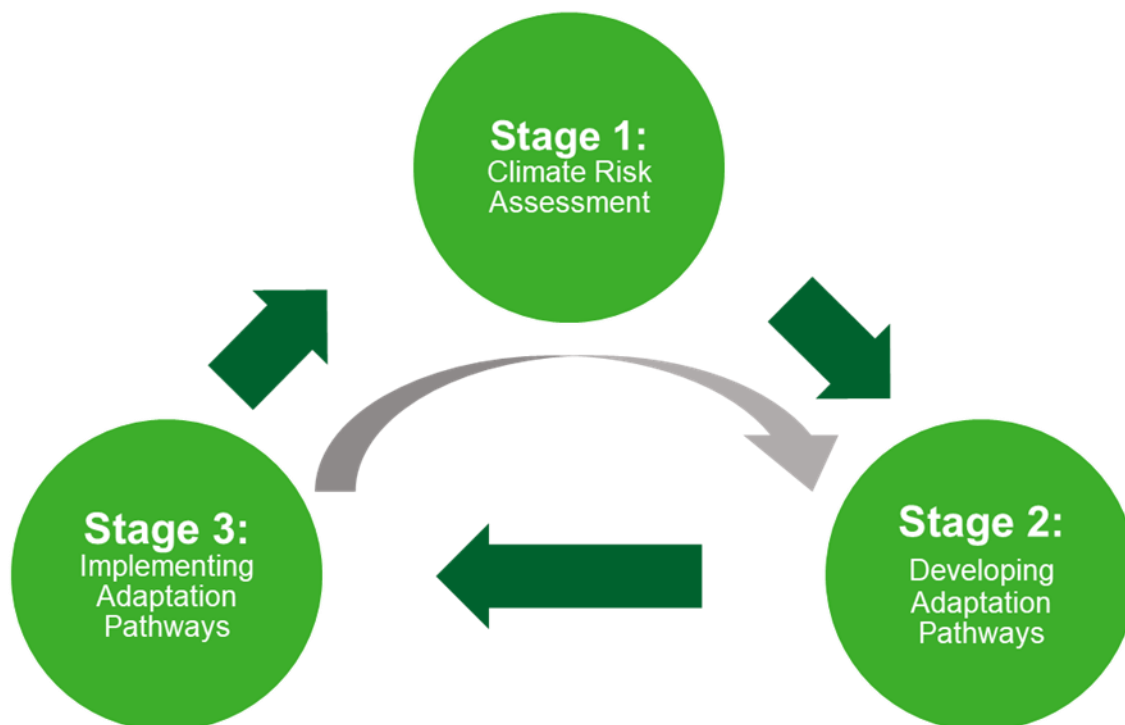 Stage 1:
Climate Risk
Assessment
Stage 2:
Developing
Adaptation
Pathways
Stage 3:
Implementing
Adaptation
Pathways